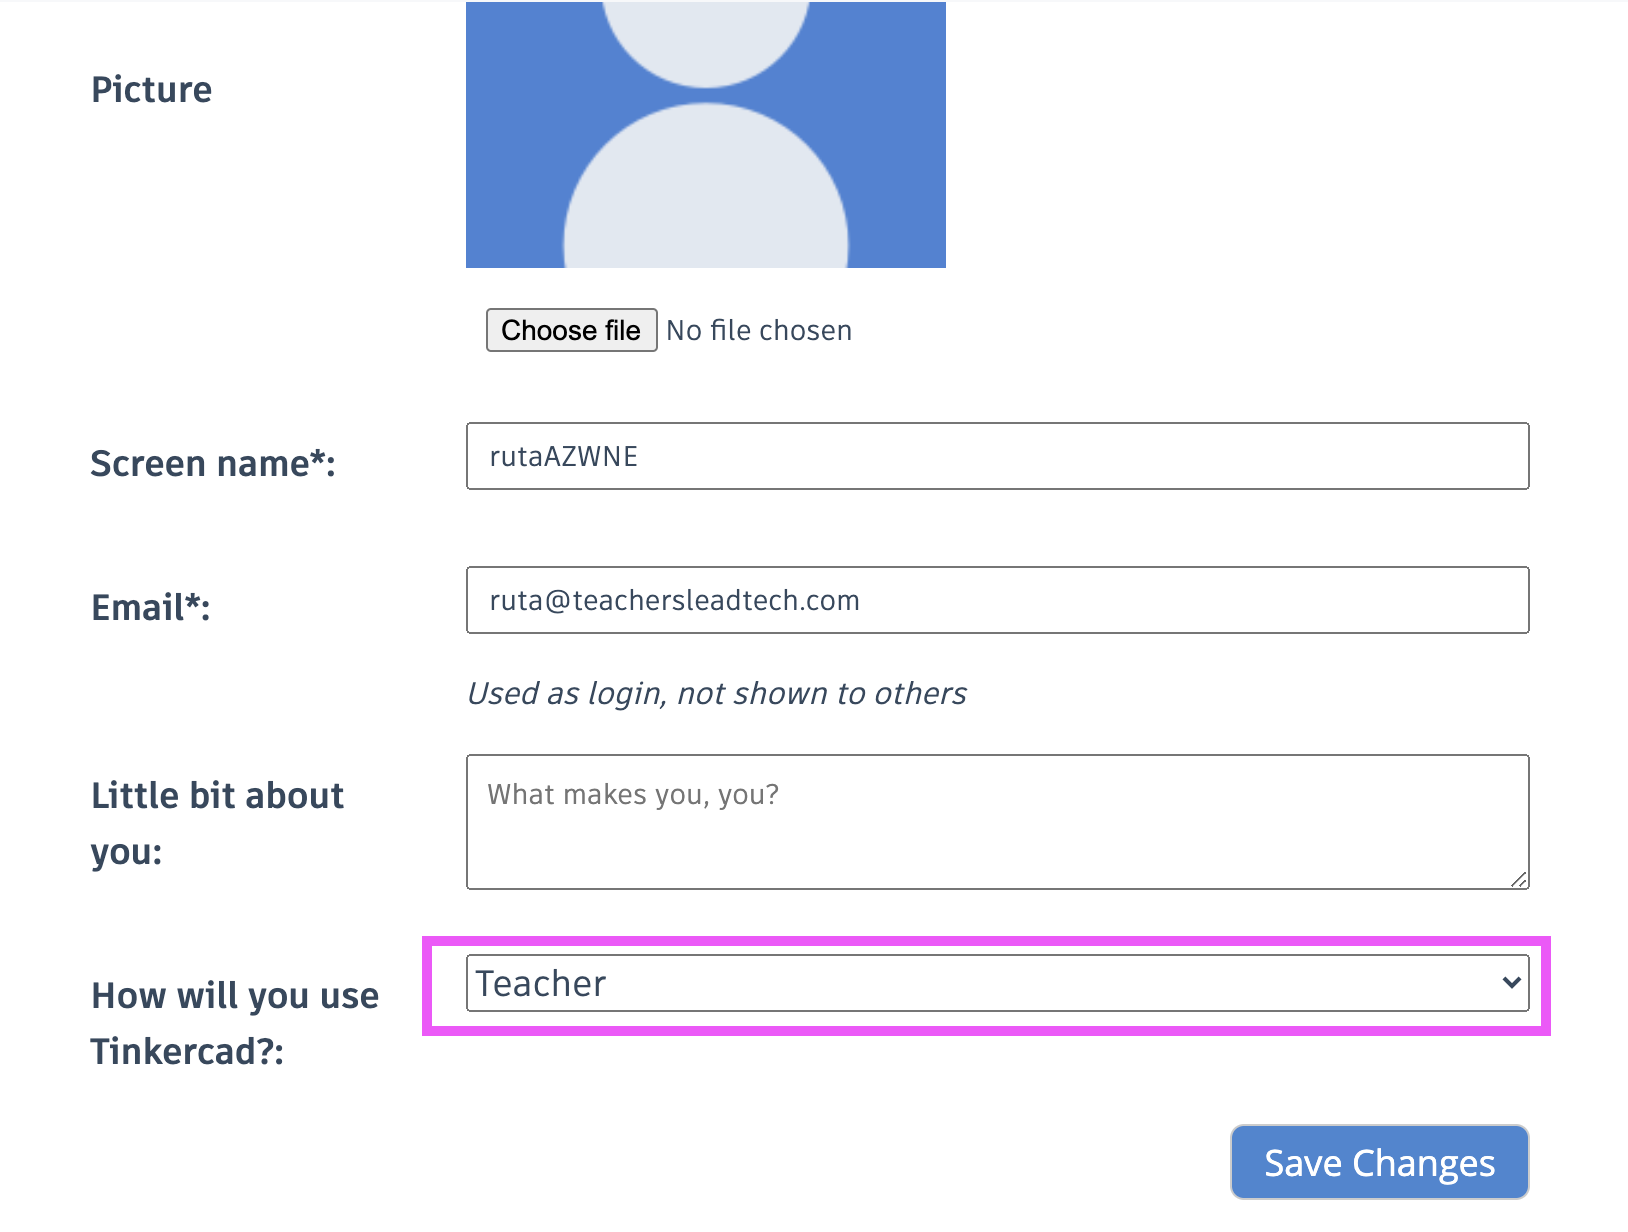 Picture
Choose file No file chosen
Screen name*:
rutaAZWNE
Email*:
ruta@teachersleadtech.com
Used as login, not shown to others
Little bit about
you:
What makes you, you?
How will you use
Tinkercad?:
Teacher
Save Changes